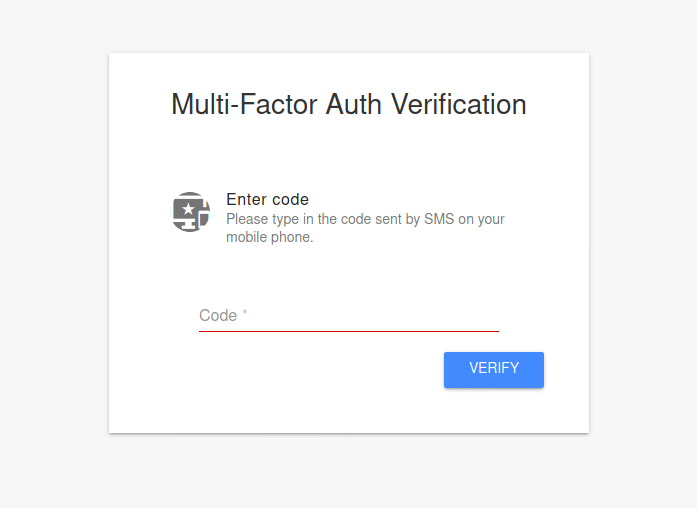 Multi-Factor Auth Verification
Enter code
Please type in the code sent by SMS on your
mobile phone.
Code *
VERIFY